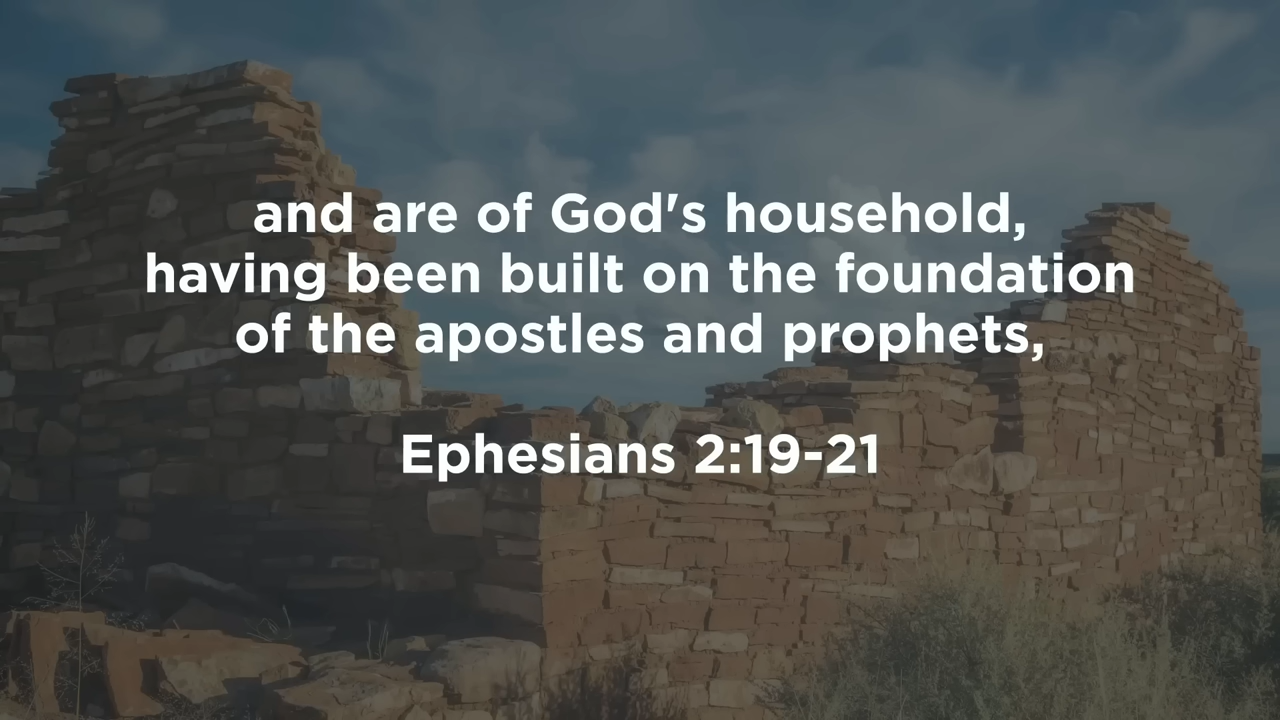 and are of God's household,
having been built on the foundation
of the apostles and prophets,
Ephesians 2:19-21